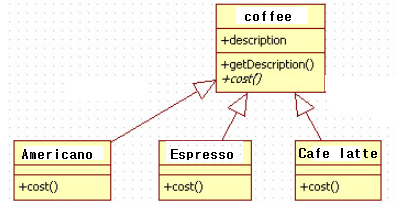 coffee
+description
+getDescription()
+cost()
Americano
+cost()
Espresso
+cost()
Cafe latte
+cost()